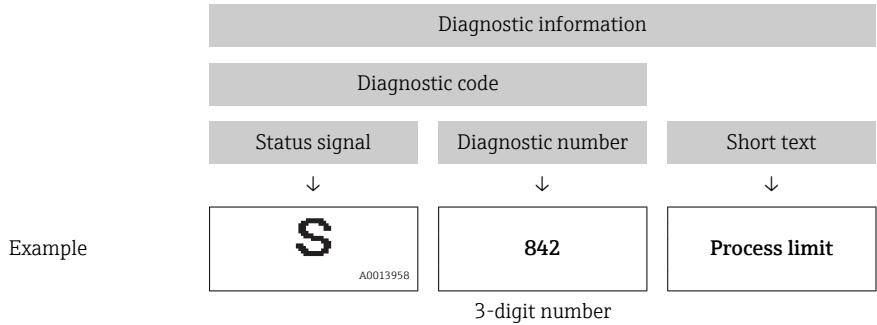 Diagnostic information
Diagnostic code
Status signal Diagnostic number Short text
↓ ↓ ↓
Example S 842 Process limit
A0013958
3-digit number